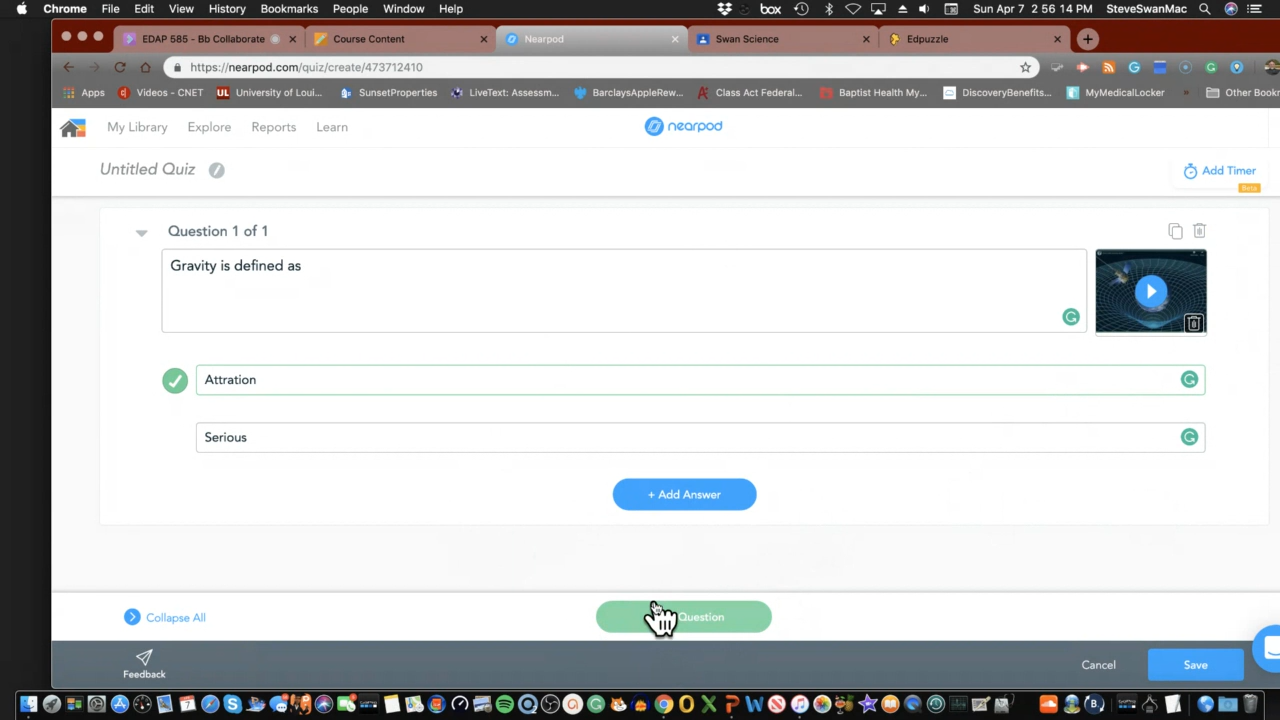 Chrome File Edit View History Bookmarks People Window Help box Sun Apr 7 2 56 14 PM SteveSwanMac
EDAP 585 - Bb Collaborate Course Content Nearpod Swan Science Edpuzzle
https://nearpod.com/quiz/create/473712410
Apps Videos - CNET University of Loui... SunsetProperties LiveText: Assessm... BarclaysAppleRew... Class Act Federal... Baptist Health My... DiscoveryBenefits... MyMedicalLocker » Other Bookr
My Library Explore Reports Learn nearpod
Untitled Quiz Add Timer
Beta
Question 1 of 1
Gravity is defined as
Attration
Serious
+ Add Answer
Collapse All Question
Feedback Cancel Save